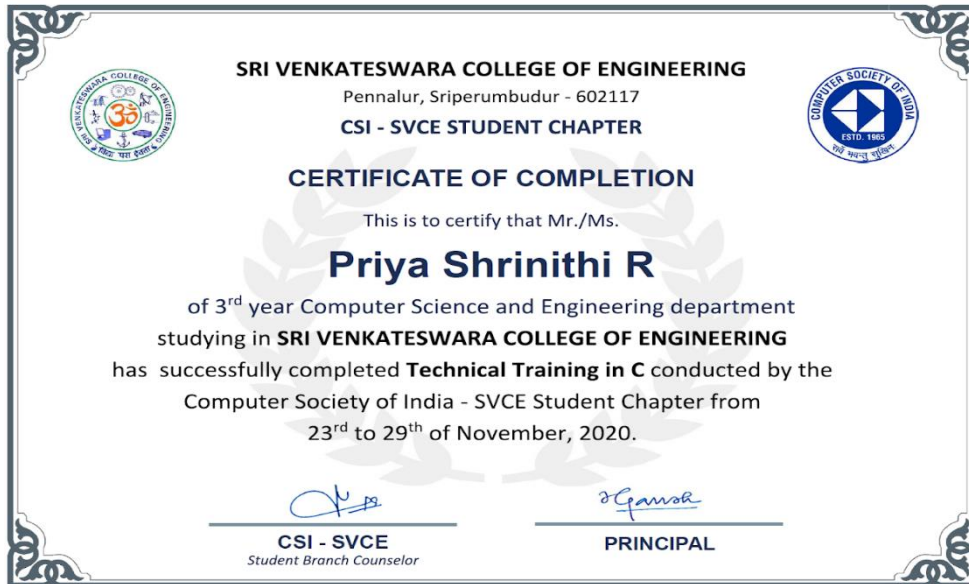 SRI VENKATESWARA COLLEGE OF ENGINEERING
Pennalur, Sriperumbudur - 602117
CSI - SVCE STUDENT CHAPTER
SRI VENKATESWARA COLLEGE OF ENGINEERING
COMPUTER SOCIETY OF INDIA
ESTD. 1965
सर्वे भवन्तु सुखिनः
CERTIFICATE OF COMPLETION
This is to certify that Mr./Ms.
Priya Shrinithi R
of 3rd year Computer Science and Engineering department
studying in SRI VENKATESWARA COLLEGE OF ENGINEERING
has successfully completed Technical Training in C conducted by the
Computer Society of India - SVCE Student Chapter from
23rd to 29th of November, 2020.
CSI - SVCE
Student Branch Counselor
PRINCIPAL